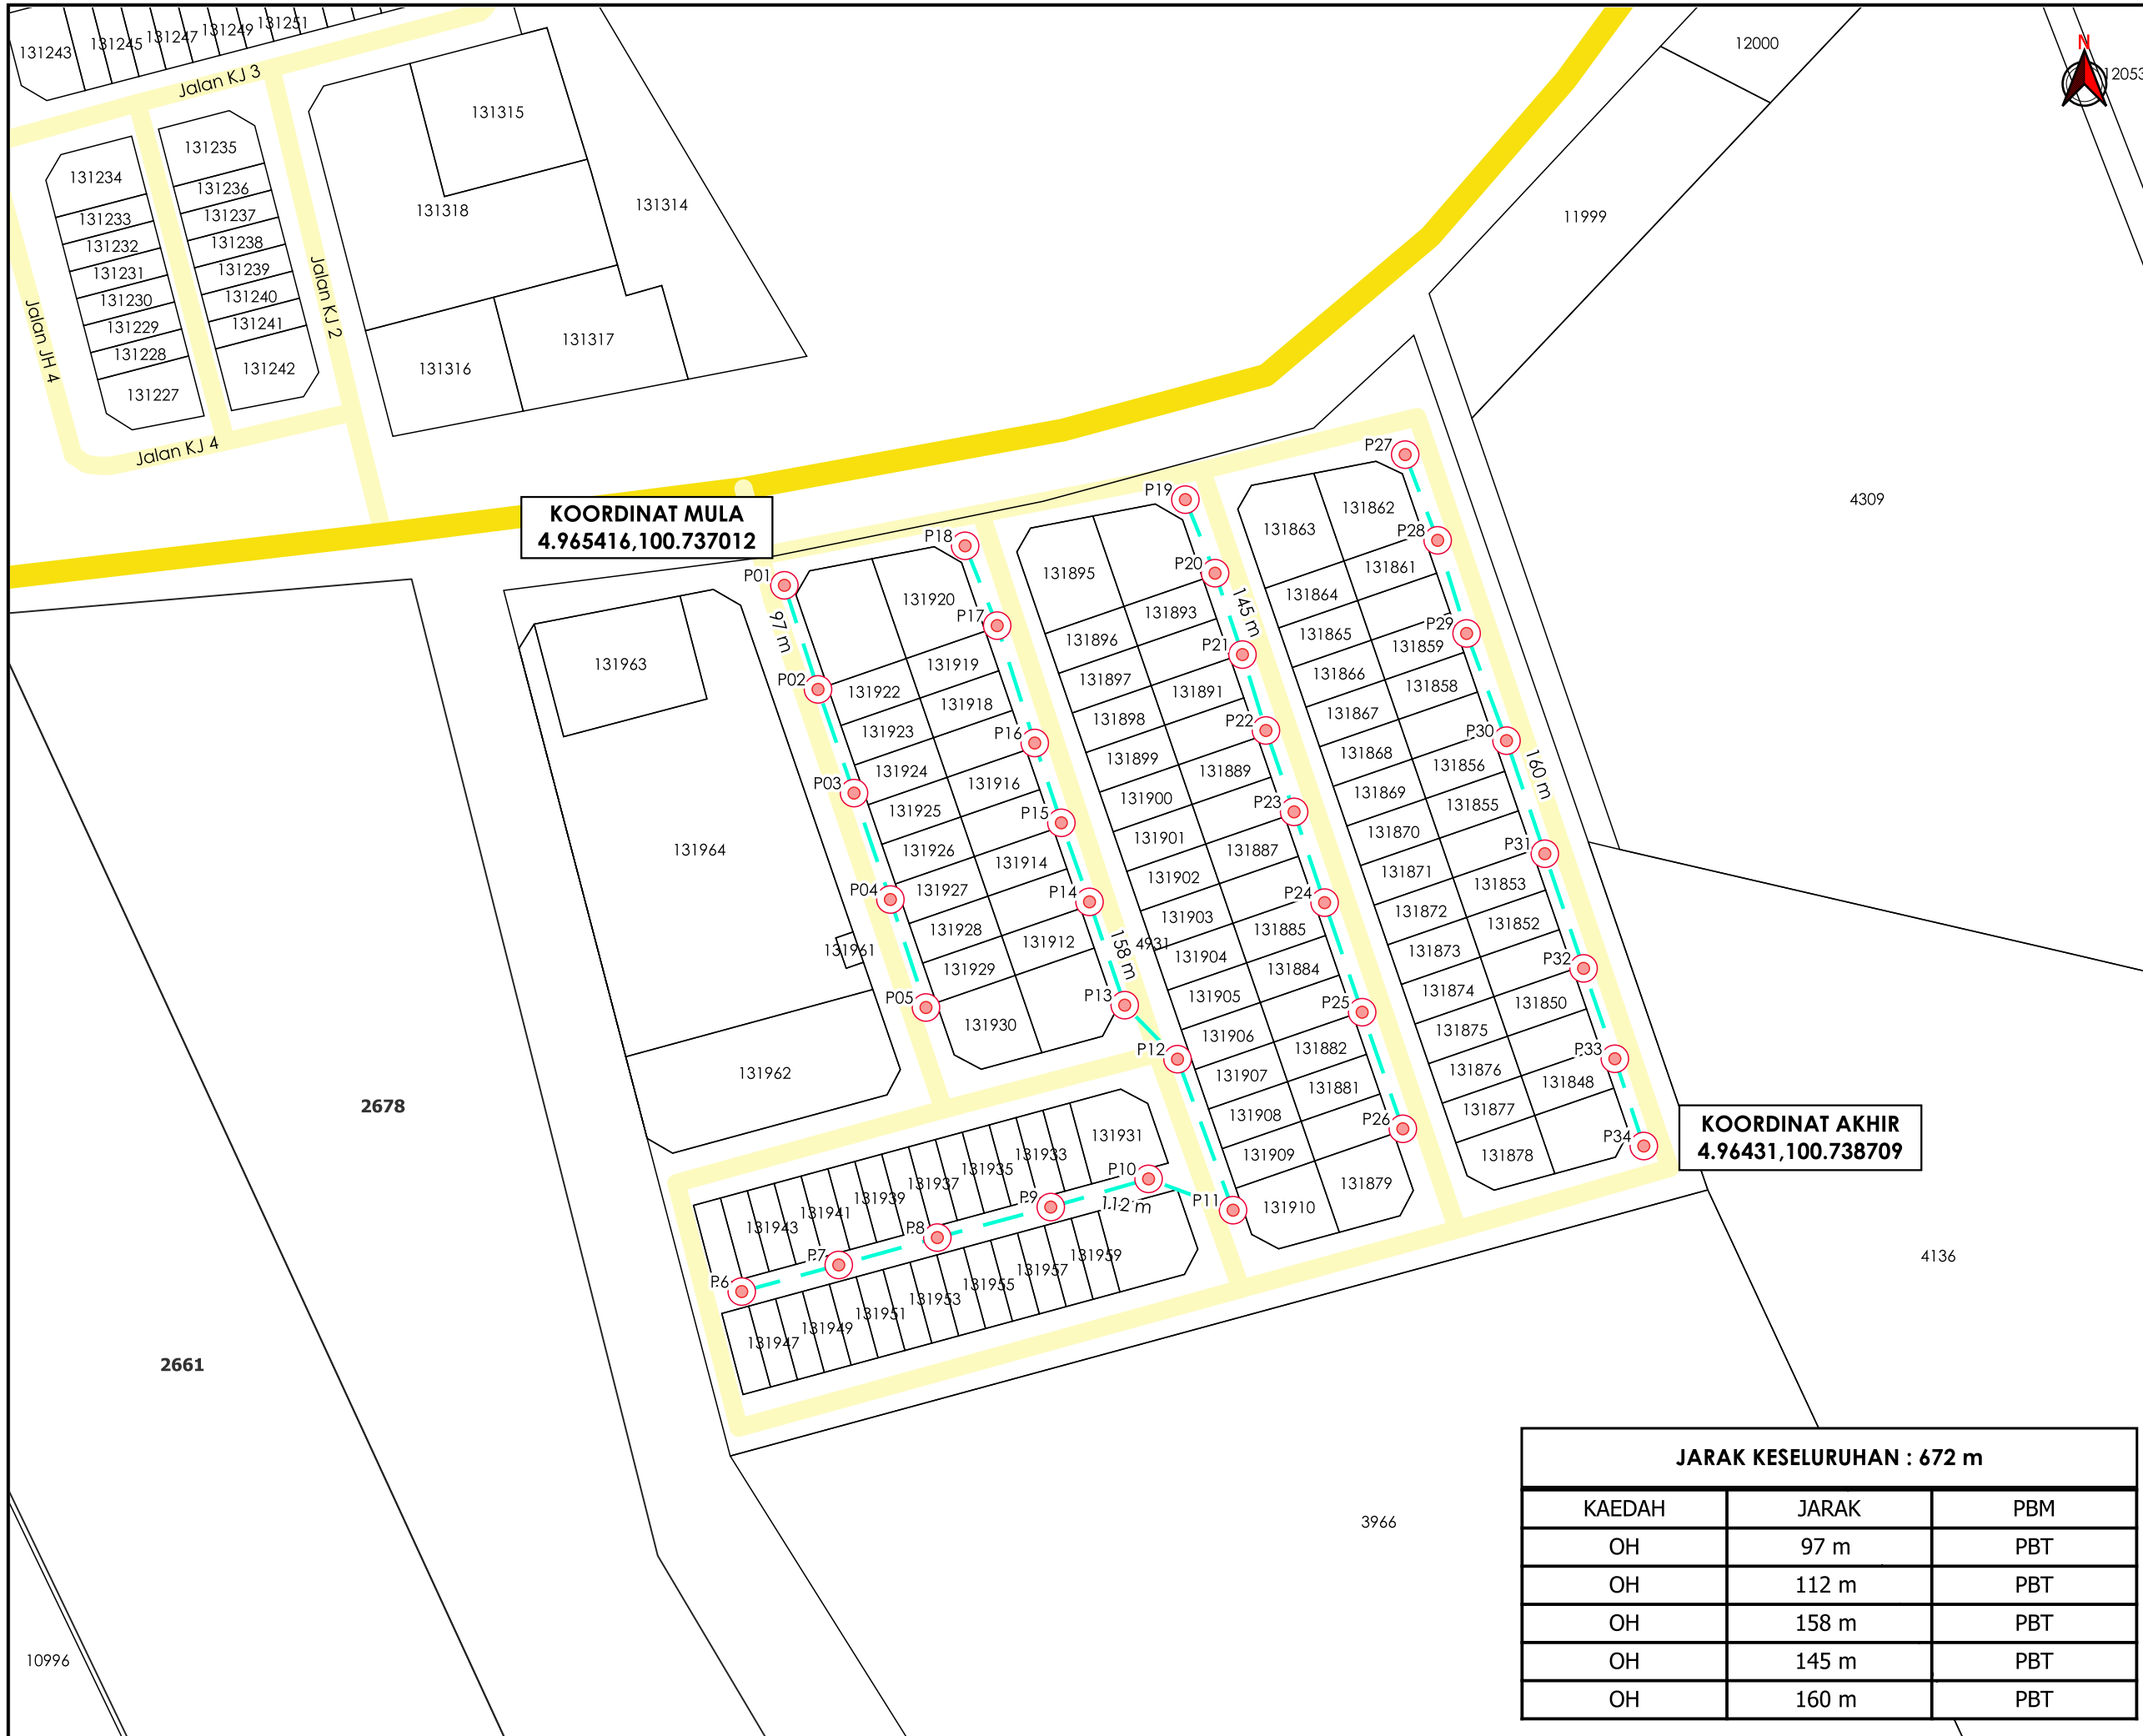 131243
131245
131247
131249
131251
Jalan KJ 3
12000
N
12053
131315
131235
131234
131236
131318
131314
11999
131233
131237
131232
131238
131231
131239
131230
131240
131229
131241
131228
131242
131227
Jalan JH 4
Jalan KJ 2
Jalan KJ 4
131316
131317
KOORDINAT MULA
4.965416,100.737012
P27
P19
4309
131862
131863
P28
P18
P01
131895
P20
131861
131864
131920
97 m
145 m
P17
131893
131896
131865
P29
131859
P21
131963
131919
131866
131897
131858
P02
131922
131891
131918
131867
131898
P22
P30
131923
P16
131868
131899
131856
131924
131889
160 m
P03
131916
131869
131900
131855
P23
131925
P15
131870
131901
P31
131964
131926
131914
131887
131871
131902
131853
P04
131927
P14
P24
131872
131903
131852
131928
131912
158 m
4931
131885
131961
131904
131873
P32
131929
131884
131874
131905
131850
P05
P13
P25
131930
131906
131875
P12
131882
P33
131962
131907
131876
131848
131881
2678
131908
131877
KOORDINAT AKHIR
4.96431,100.738709
P26
P34
131931
131933
131909
131878
131935
P10
131937
131879
131939
P.9
112 m
P11
131910
131941
131943
P.8
P.7
131959
4136
P.6
131957
131955
131953
131951
131949
131947
2661
3966
10996
JARAK KESELURUHAN : 672 m
KAEDAH JARAK PBM
OH 97 m PBT
OH 112 m PBT
OH 158 m PBT
OH 145 m PBT
OH 160 m PBT